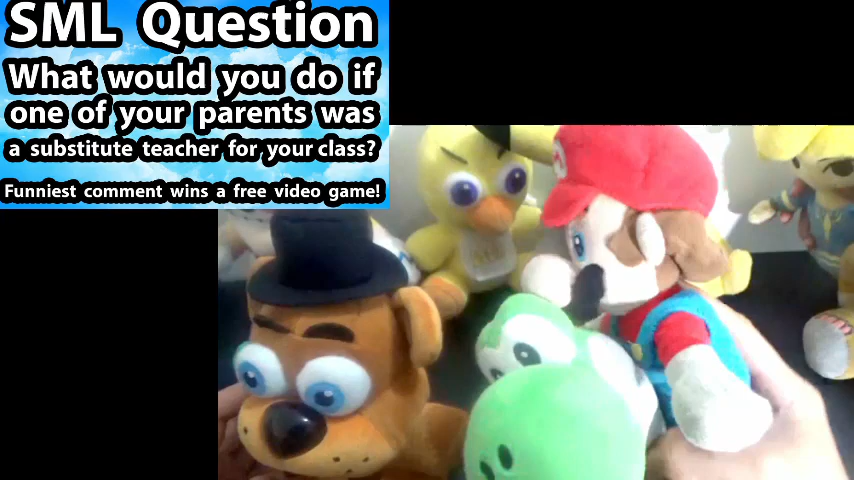 SML Question
What would you do if
one of your parents was
a substitute teacher for your class?
Funniest comment wins a free video game!